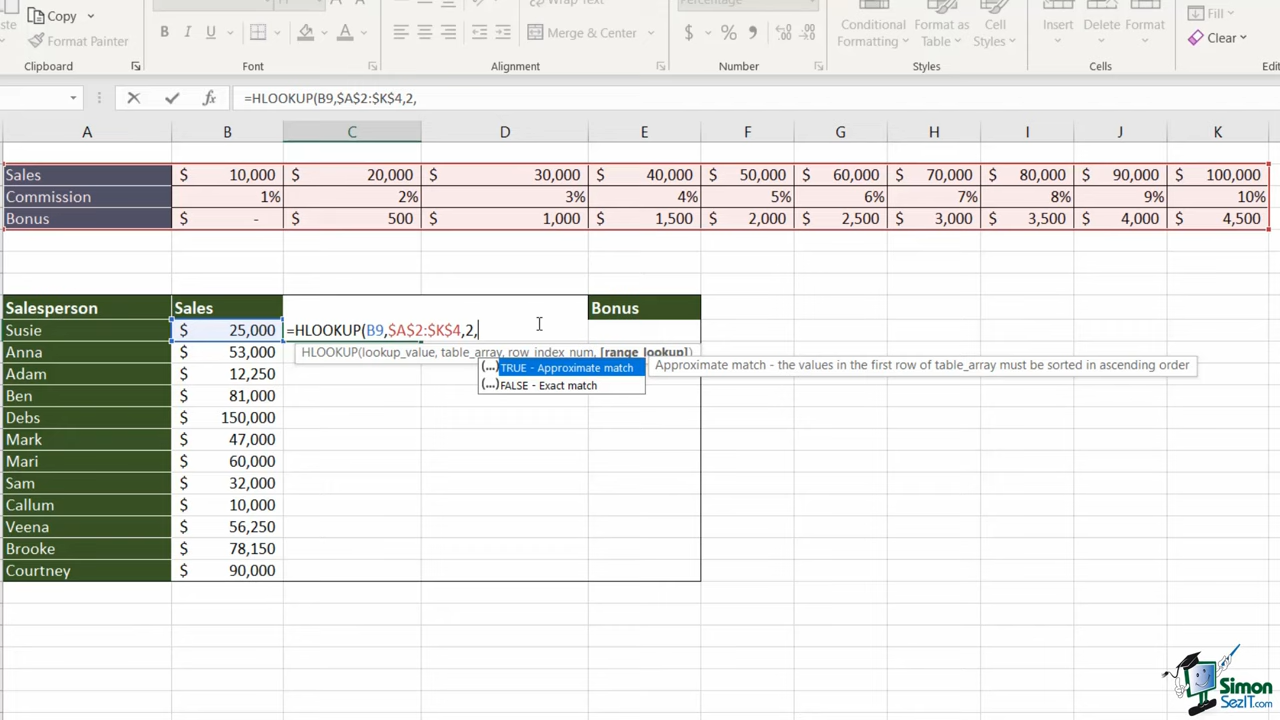 Copy Wrap Text Percentage Fill
Paste Format Painter B I U Merge & Center $ % Conditional Formatting Format as Table Cell Styles Insert Delete Format Clear
Clipboard Font Alignment Number Styles Cells
fx =HLOOKUP(B9,$A$2:$K$4,2,
A B C D E F G H I J K
Sales $ 10,000 $ 20,000 $ 30,000 $ 40,000 $ 50,000 $ 60,000 $ 70,000 $ 80,000 $ 90,000 $ 100,000
Commission 1% 2% 3% 4% 5% 6% 7% 8% 9% 10%
Bonus $ - $ 500 $ 1,000 $ 1,500 $ 2,000 $ 2,500 $ 3,000 $ 3,500 $ 4,000 $ 4,500
Salesperson Sales Bonus
Susie $ 25,000 =HLOOKUP(B9,$A$2:$K$4,2,
Anna $ 53,000 HLOOKUP(lookup_value, table_array, row_index_num, [range_lookup])
Adam $ 12,250 (...) TRUE - Approximate match Approximate match - the values in the first row of table_array must be sorted in ascending order
Ben $ 81,000 (...) FALSE - Exact match
Debs $ 150,000
Mark $ 47,000
Mari $ 60,000
Sam $ 32,000
Callum $ 10,000
Veena $ 56,250
Brooke $ 78,150
Courtney $ 90,000
Simon
SezIT.com